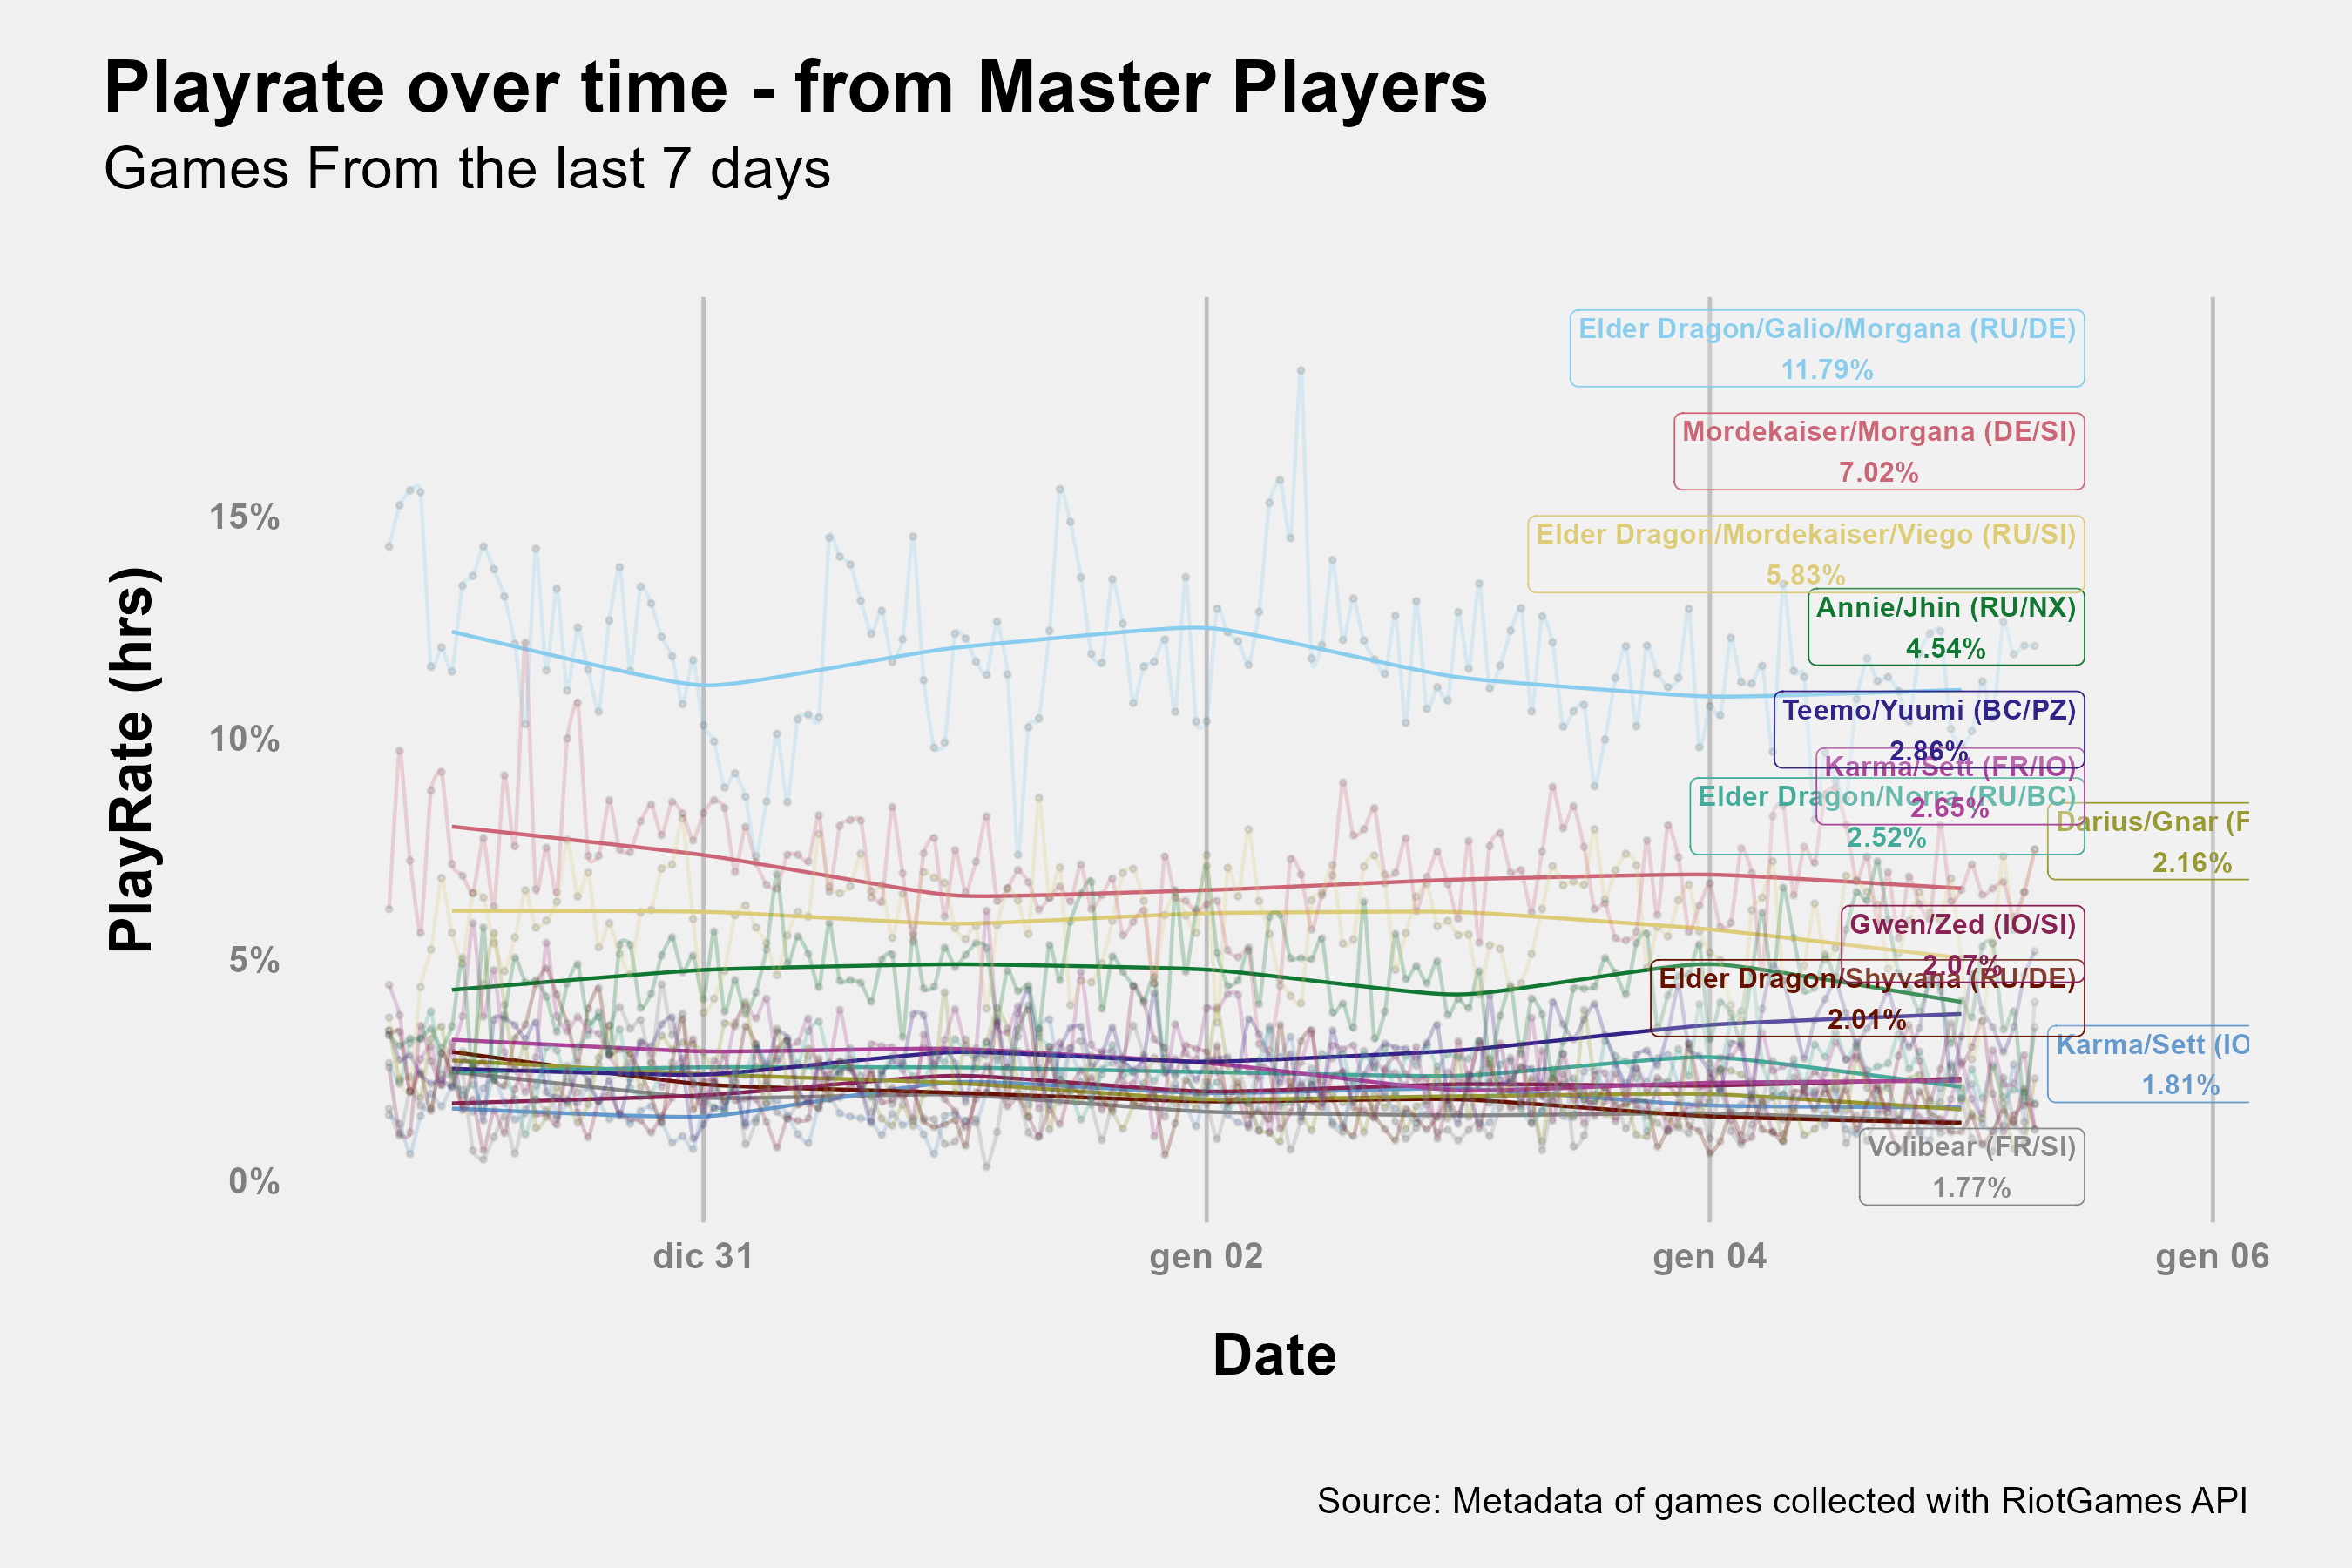 Playrate over time - from Master Players
Games From the last 7 days
PlayRate (hrs)
15%
10%
5%
0%
Elder Dragon/Galio/Morgana (RU/DE)
11.79%
Mordekaiser/Morgana (DE/SI)
7.02%
Elder Dragon/Mordekaiser/Viego (RU/SI)
5.83%
Annie/Jhin (RU/NX)
4.54%
Teemo/Yuumi (BC/PZ)
2.86%
Karma/Sett (FR/IO)
2.65%
Elder Dragon/Norra (RU/BC)
2.52%
Darius/Gnar (F
2.16%
Gwen/Zed (IO/SI)
2.07%
Elder Dragon/Shyvana (RU/DE)
2.01%
Karma/Sett (IO
1.81%
Volibear (FR/SI)
1.77%
dic 31
gen 02
gen 04
gen 06
Date
Source: Metadata of games collected with RiotGames API